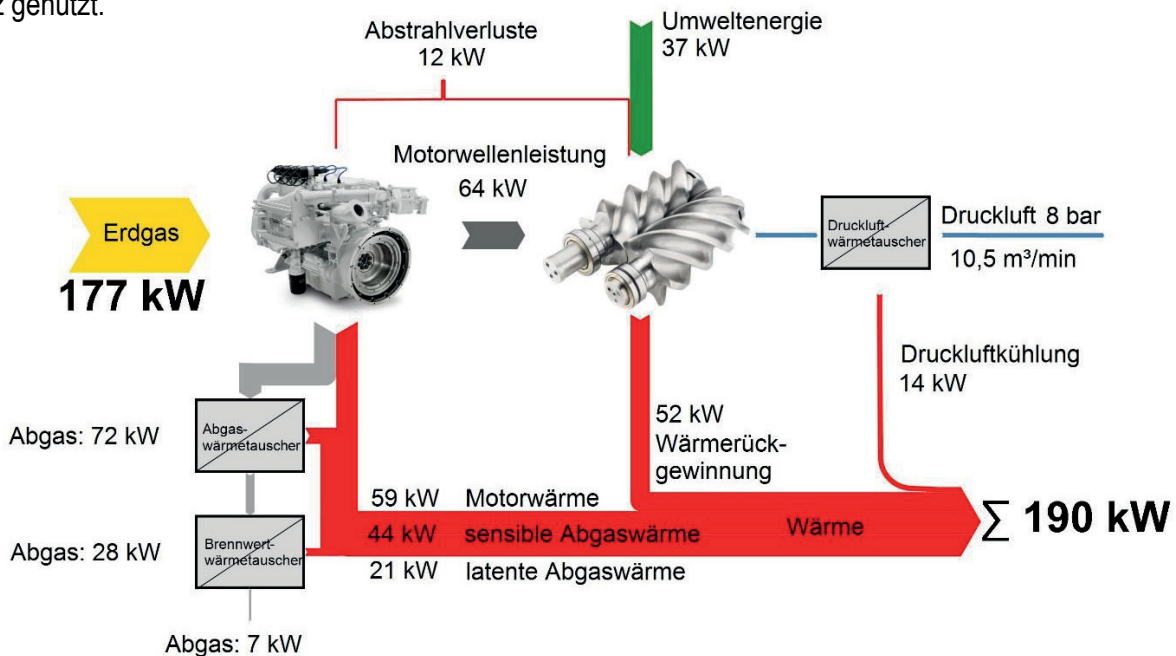 z genutzt.
Abstrahlverluste
12 kW
Umweltenergie
37 kW
Motorwellenleistung
64 kW
Erdgas
177 kW
Druckluft-
wärmetauscher
Druckluft 8 bar
10,5 m³/min
Druckluftkühlung
14 kW
Abgas: 72 kW
Abgas-
wärmetauscher
52 kW
Wärmerück-
gewinnung
59 kW Motorwärme
44 kW sensible Abgaswärme
21 kW latente Abgaswärme
Wärme
∑ 190 kW
Abgas: 28 kW
Brennwert-
wärmetauscher
Abgas: 7 kW